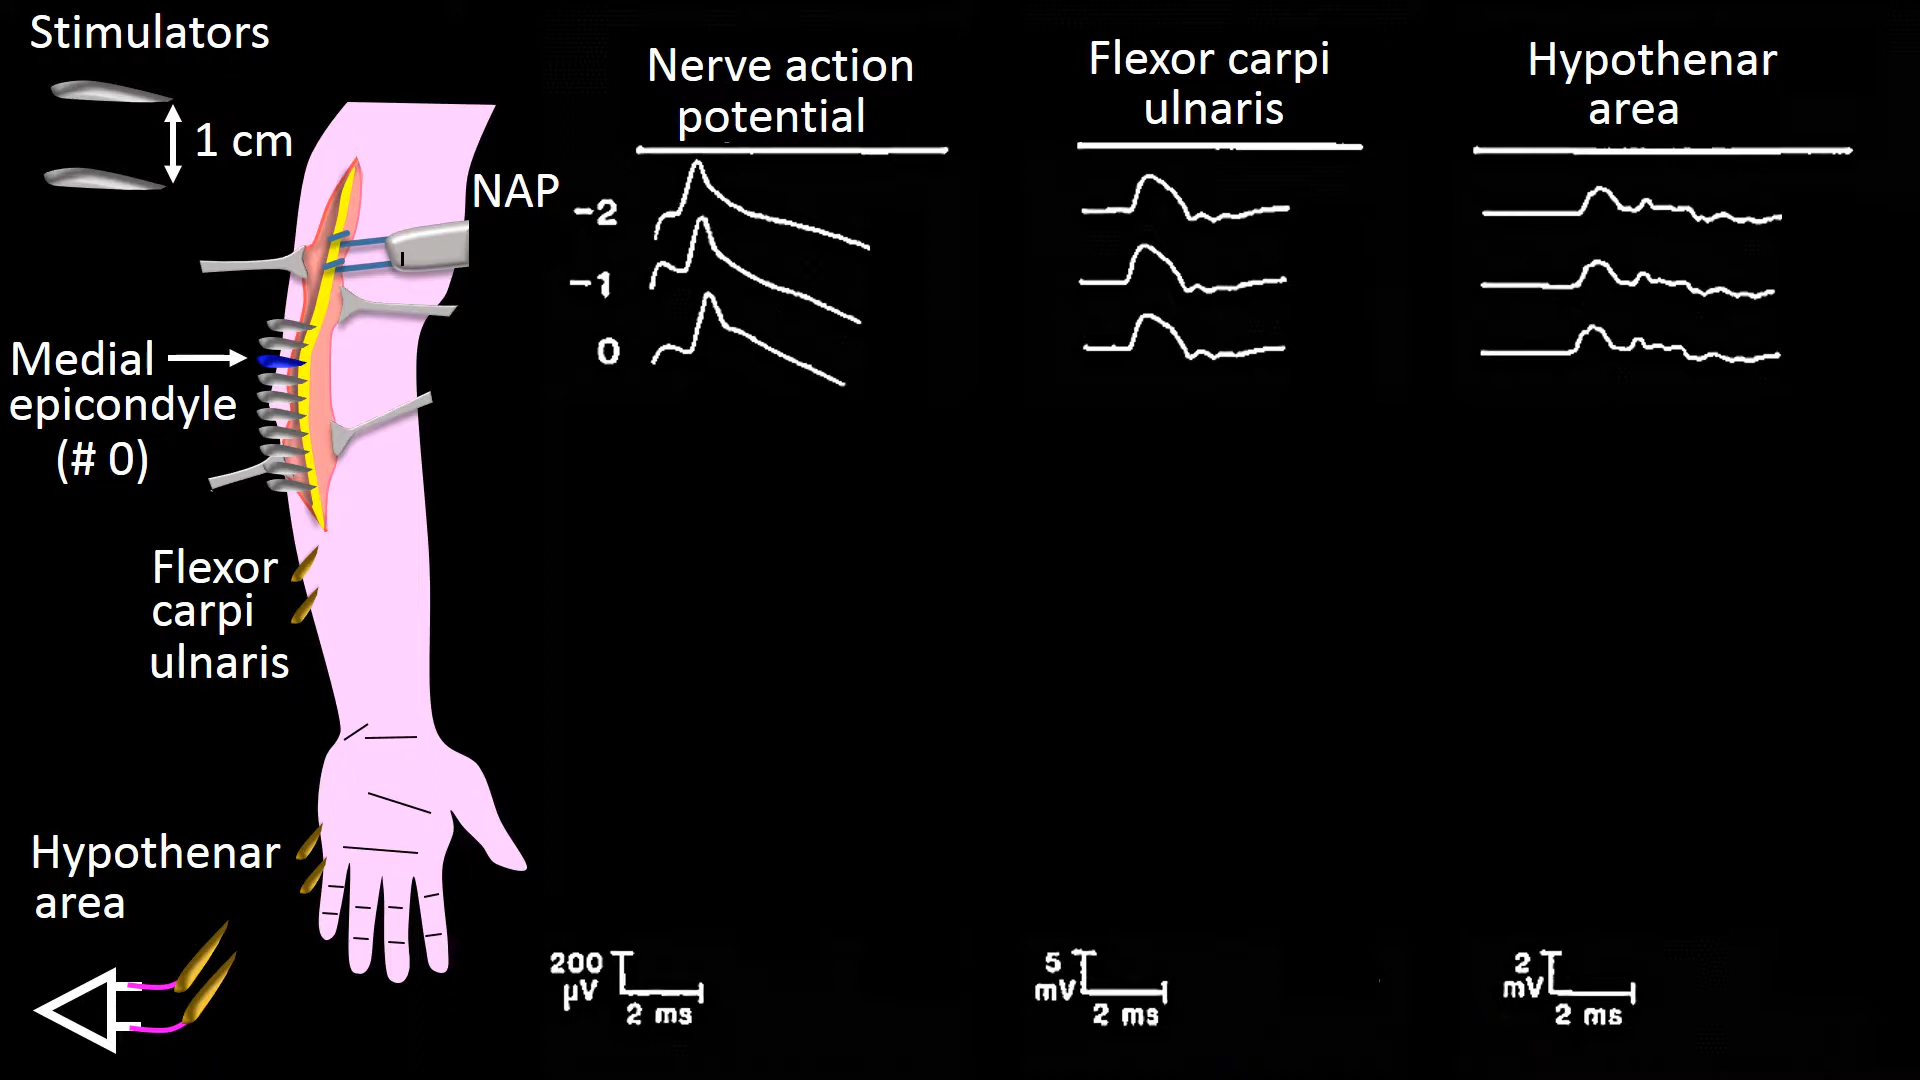 Stimulators
1 cm
NAP
Medial
epicondyle
(# 0)
Flexor
carpi
ulnaris
Hypothenar
area
Nerve action
potential
Flexor carpi
ulnaris
Hypothenar
area
-2
-1
0
200
µV
2 ms
5
mV
2 ms
2
mV
2 ms